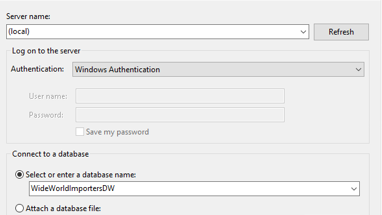 Server name:
(local)
Refresh
Log on to the server
Authentication:
Windows Authentication
User name:
Password:
Save my password
Connect to a database
Select or enter a database name:
WideWorldImportersDW
Attach a database file: